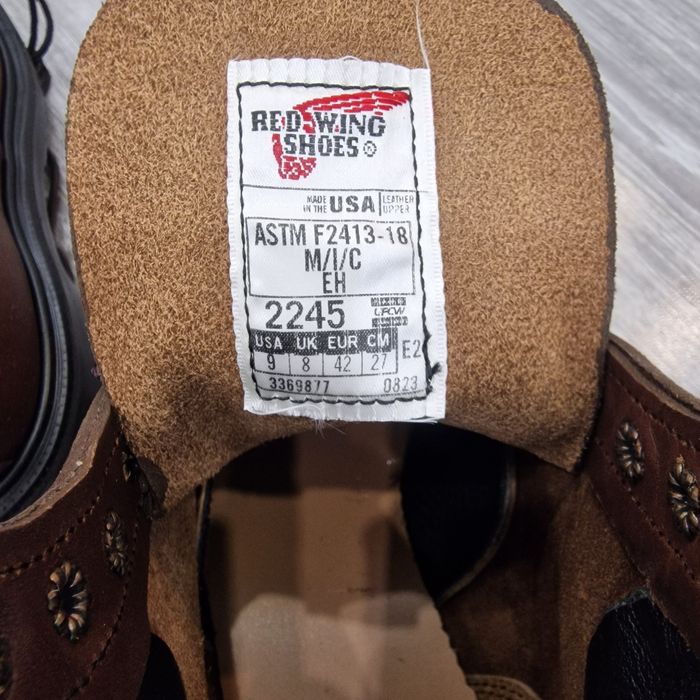 RED WING
SHOES ®
MADE IN THE USA LEATHER UPPER
ASTM F2413-18
M/I/C
EH
2245 UFCW
USA UK EUR CM E2
9 8 42 27
3369877 0823